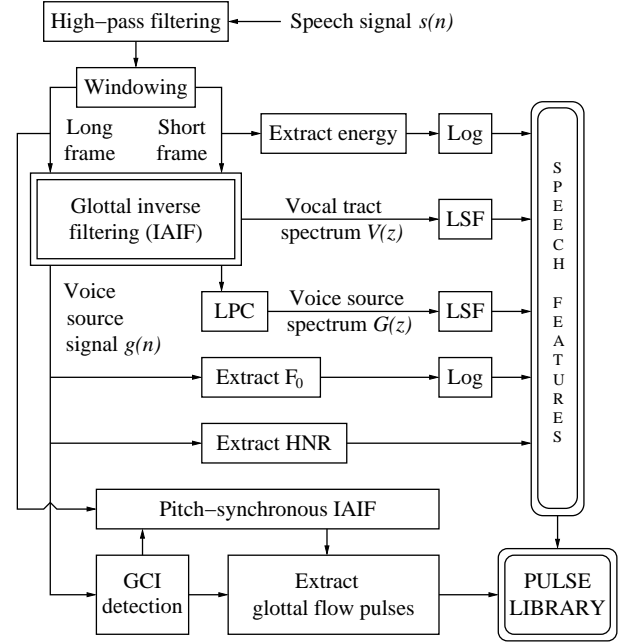 High−pass filtering
Speech signal s(n)
Windowing
Long
frame
Short
frame
Extract energy
Log
Glottal inverse
filtering (IAIF)
Vocal tract
spectrum V(z)
LSF
LPC
Voice source
spectrum G(z)
LSF
Voice
source
signal g(n)
Extract F0
Log
Extract HNR
SPEECH FEATURES
Pitch−synchronous IAIF
GCI
detection
Extract
glottal flow pulses
PULSE
LIBRARY